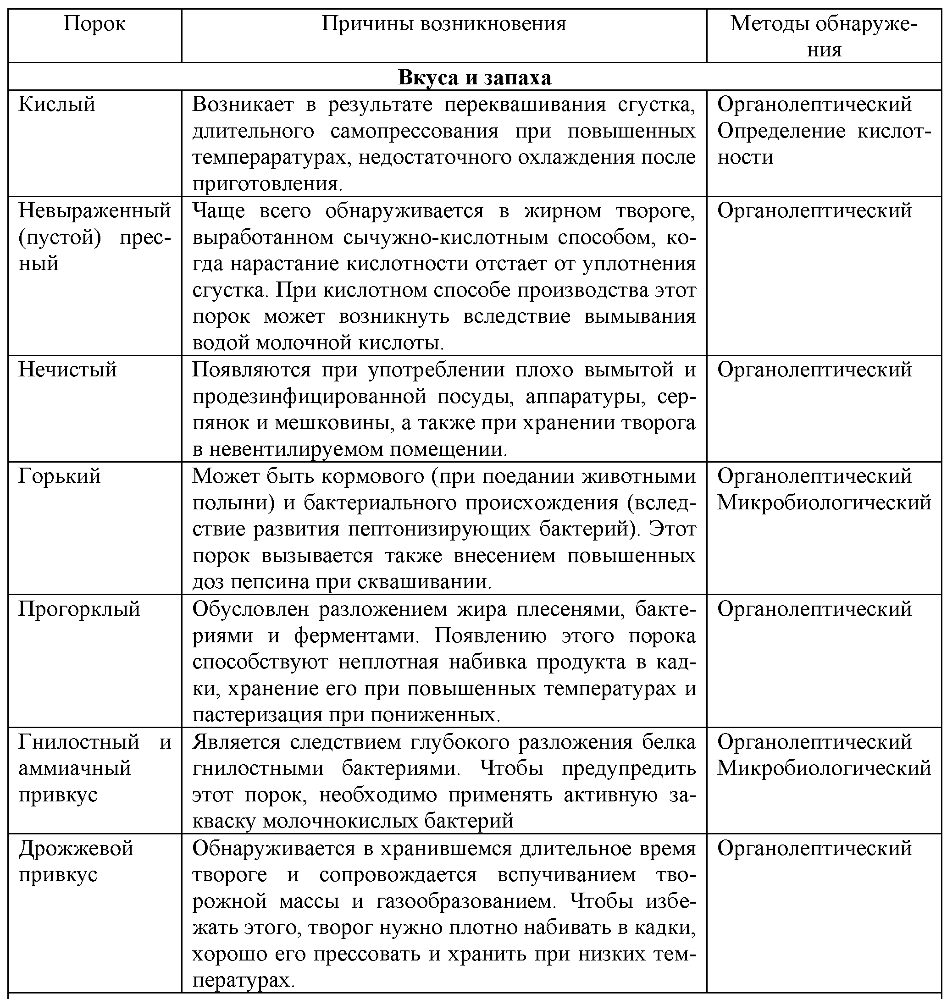 Порок
Причины возникновения
Методы обнаруже-
ния
Вкуса и запаха
Кислый
Возникает в результате переквашивания сгустка,
длительного самопрессования при повышенных
темпераратурах, недостаточного охлаждения после
приготовления.
Органолептический
Определение кислот-
ности
Невыраженный
(пустой) прес-
ный
Чаще всего обнаруживается в жирном твороге,
выработанном сычужно-кислотным способом, ко-
гда нарастание кислотности отстает от уплотнения
сгустка. При кислотном способе производства этот
порок может возникнуть вследствие вымывания
водой молочной кислоты.
Органолептический
Нечистый
Появляются при употреблении плохо вымытой и
продезинфицированной посуды, аппаратуры, сер-
пянок и мешковины, а также при хранении творога
в невентилируемом помещении.
Органолептический
Горький
Может быть кормового (при поедании животными
полыни) и бактериального происхождения (вслед-
ствие развития пептонизирующих бактерий). Этот
порок вызывается также внесением повышенных
доз пепсина при сквашивании.
Органолептический
Микробиологический
Прогорклый
Обусловлен разложением жира плесенями, бакте-
риями и ферментами. Появлению этого порока
способствуют неплотная набивка продукта в кад-
ки, хранение его при повышенных температурах и
пастеризация при пониженных.
Органолептический
Гнилостный и
аммиачный
привкус
Является следствием глубокого разложения белка
гнилостными бактериями. Чтобы предупредить
этот порок, необходимо применять активную за-
кваску молочнокислых бактерий
Органолептический
Микробиологический
Дрожжевой
привкус
Обнаруживается в хранившемся длительное время
твороге и сопровождается вспучиванием тво-
рожной массы и газообразованием. Чтобы избе-
жать этого, творог нужно плотно набивать в кадки,
хорошо его прессовать и хранить при низких тем-
пературах.
Органолептический